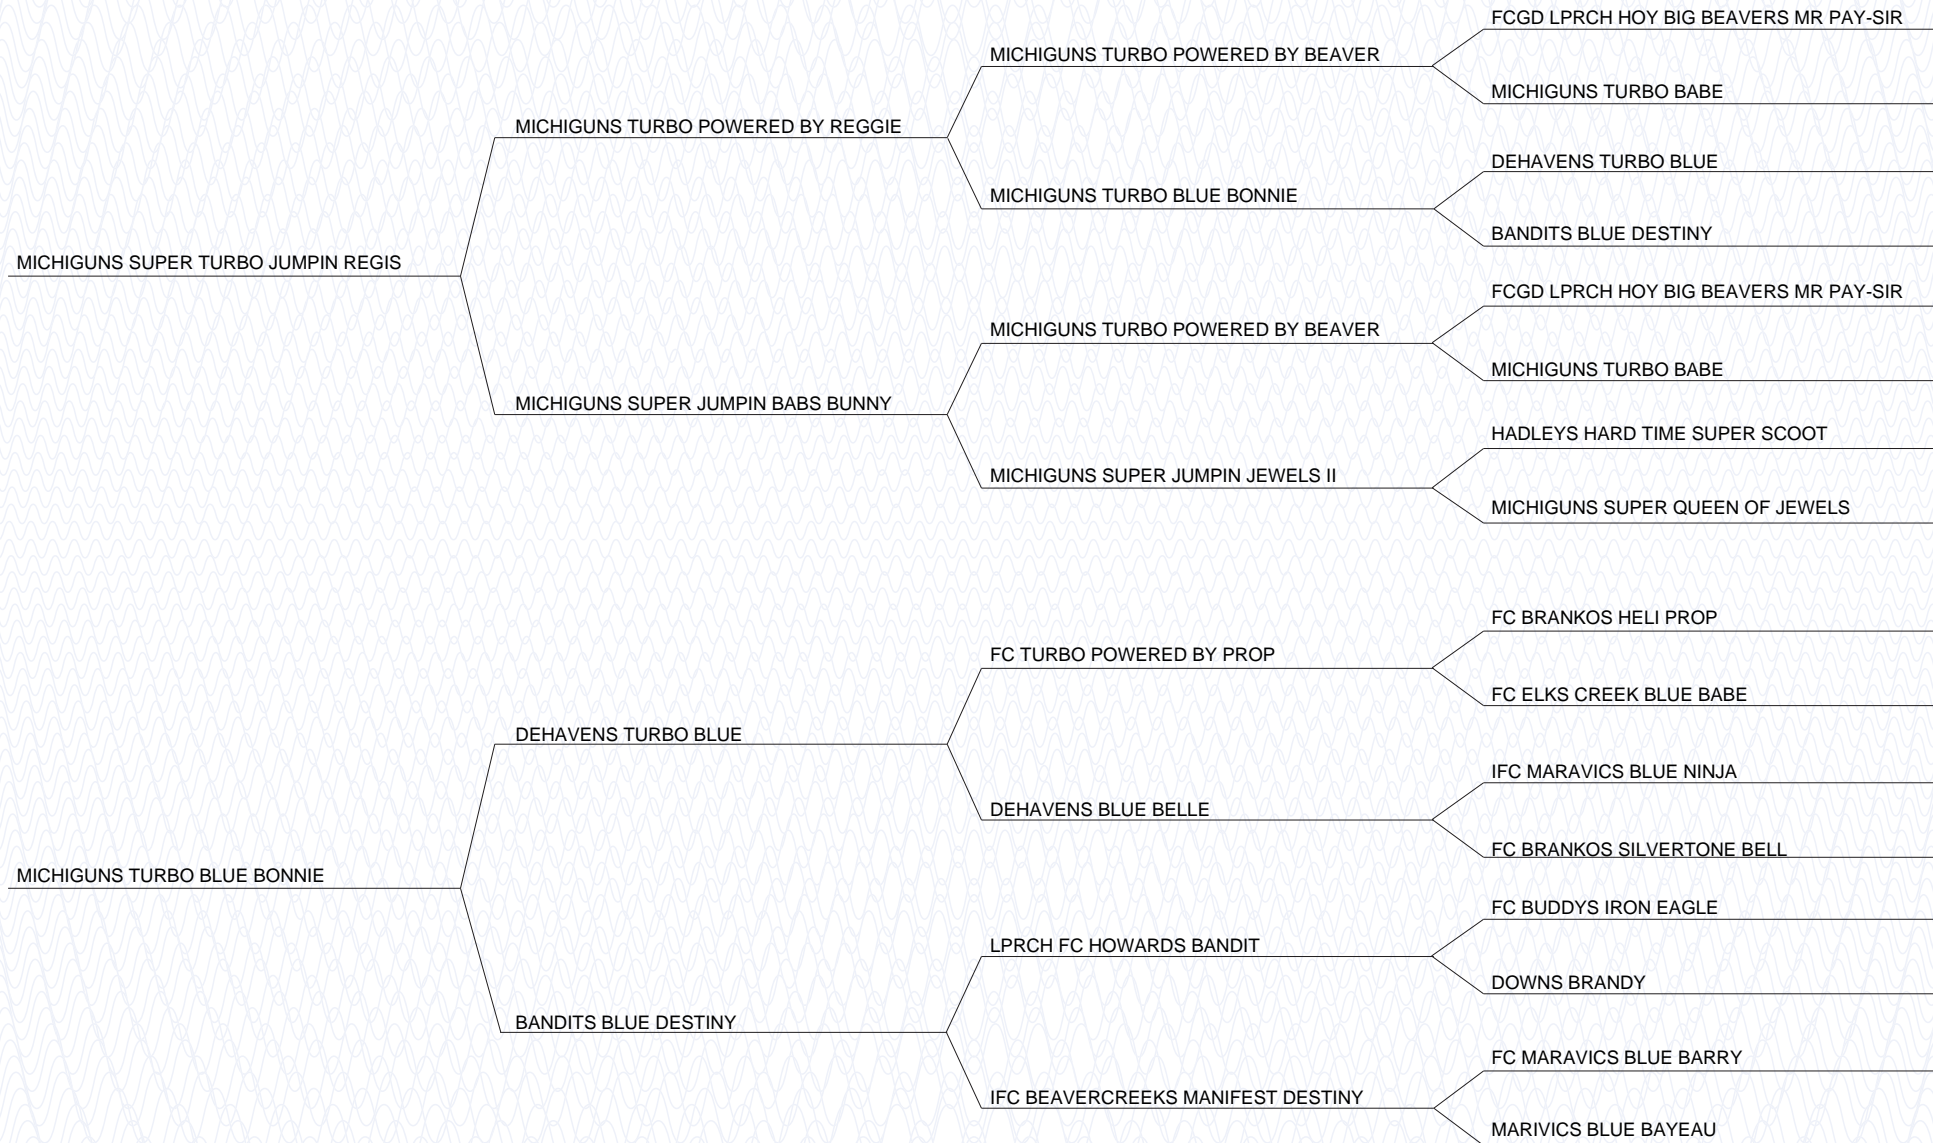 FCGD LPRCH HOY BIG BEAVERS MR PAY-SIR
MICHIGUNS TURBO POWERED BY BEAVER
MICHIGUNS TURBO BABE
MICHIGUNS TURBO POWERED BY REGGIE
DEHAVENS TURBO BLUE
MICHIGUNS TURBO BLUE BONNIE
BANDITS BLUE DESTINY
MICHIGUNS SUPER TURBO JUMPIN REGIS
FCGD LPRCH HOY BIG BEAVERS MR PAY-SIR
MICHIGUNS TURBO POWERED BY BEAVER
MICHIGUNS TURBO BABE
MICHIGUNS SUPER JUMPIN BABS BUNNY
HADLEYS HARD TIME SUPER SCOOT
MICHIGUNS SUPER JUMPIN JEWELS II
MICHIGUNS SUPER QUEEN OF JEWELS
FC BRANKOS HELI PROP
FC TURBO POWERED BY PROP
FC ELKS CREEK BLUE BABE
DEHAVENS TURBO BLUE
IFC MARAVICS BLUE NINJA
DEHAVENS BLUE BELLE
FC BRANKOS SILVERTONE BELL
MICHIGUNS TURBO BLUE BONNIE
FC BUDDYS IRON EAGLE
LPRCH FC HOWARDS BANDIT
DOWNS BRANDY
BANDITS BLUE DESTINY
FC MARAVICS BLUE BARRY
IFC BEAVERCREEKS MANIFEST DESTINY
MARIVICS BLUE BAYEAU